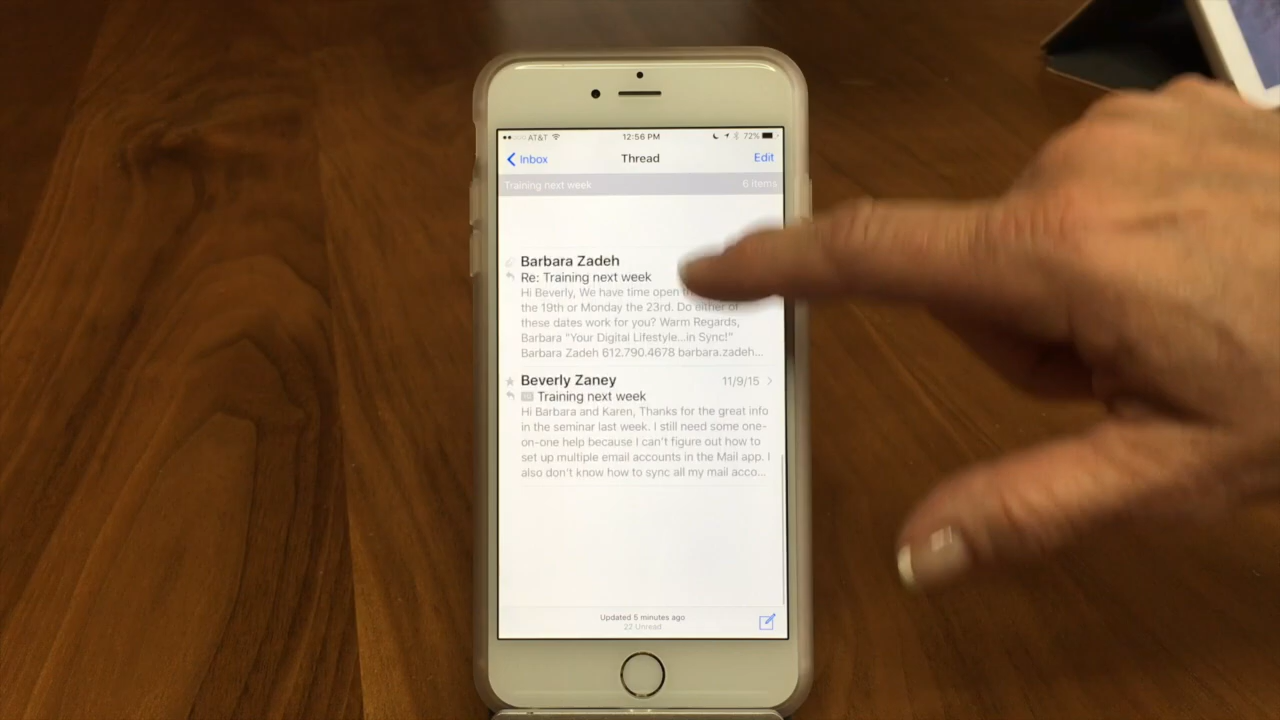 AT&T 12:56 PM 72%
Inbox Thread Edit
Training next week 6 items
Barbara Zadeh
Re: Training next week
Hi Beverly, We have time open
the 19th or Monday the 23rd. Do either of
these dates work for you? Warm Regards,
Barbara "Your Digital Lifestyle...in Sync!"
Barbara Zadeh 612.790.4678 barbara.zadeh...
Beverly Zaney 11/9/15
Training next week
Hi Barbara and Karen, Thanks for the great info
in the seminar last week. I still need some one-
on-one help because I can't figure out how to
set up multiple email accounts in the Mail app. I
also don't know how to sync all my mail acco...
Updated 5 minutes ago
22 Unread